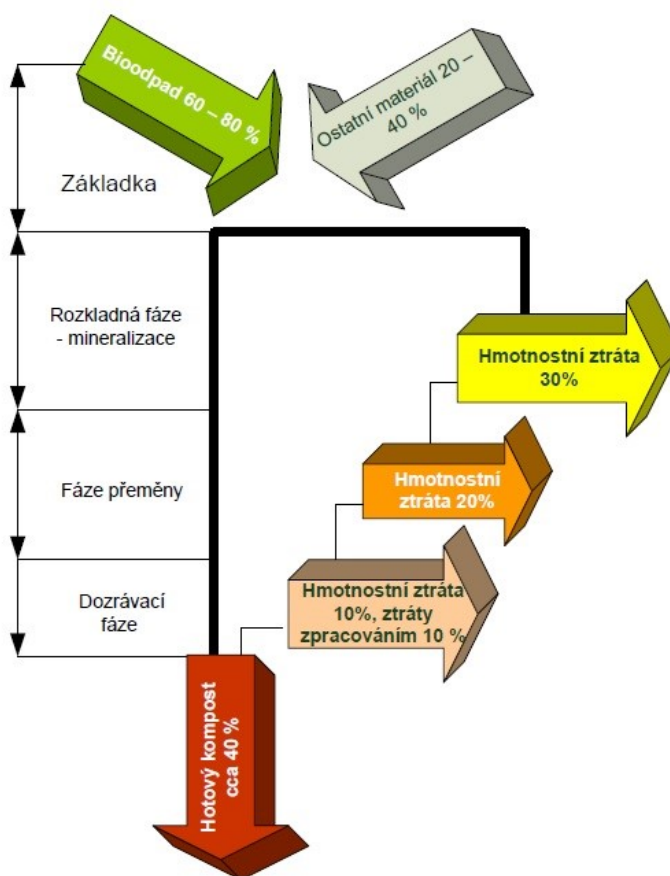 Bioodpad 60 – 80 %
Ostatní materiál 20 –
40 %
Základka
Rozkladná fáze
- mineralizace
Hmotnostní ztráta
30%
Fáze přeměny
Hmotnostní
ztráta 20%
Dozrávací
fáze
Hmotnostní ztráta
10%, ztráty
zpracováním 10 %
Hotový kompost
cca 40 %